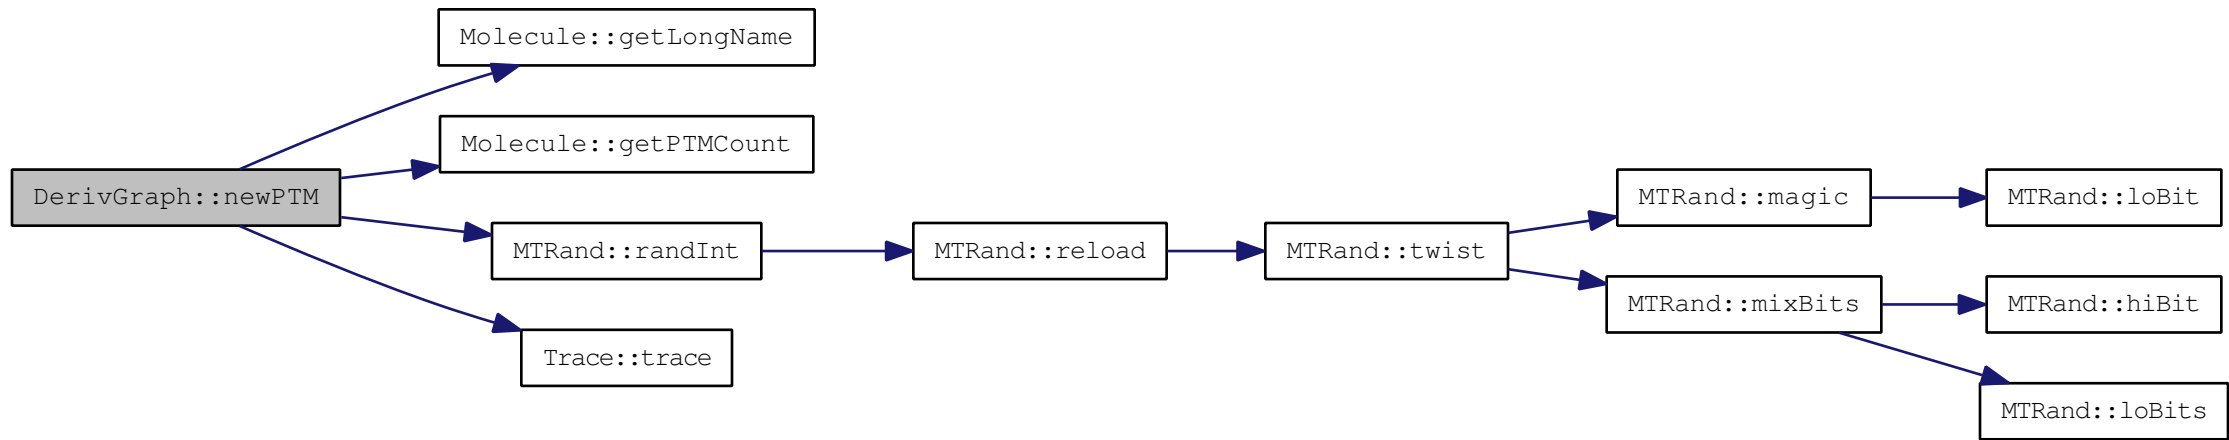 Molecule::getLongName
Molecule::getPTMCount
DerivGraph::newPTM
MTRand::magic
MTRand::loBit
MTRand::randInt
MTRand::reload
MTRand::twist
MTRand::mixBits
MTRand::hiBit
Trace::trace
MTRand::loBits